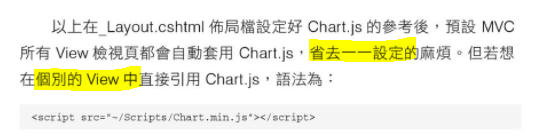 以上在_Layout.cshtml 佈局檔設定好 Chart.js 的參考後,預設 MVC
所有 View 檢視頁都會自動套用 Chart.js,省去一一設定的麻煩。但若想
在個別的 View 中直接引用 Chart.js,語法為:
<script src="~/Scripts/Chart.min.js"></script>